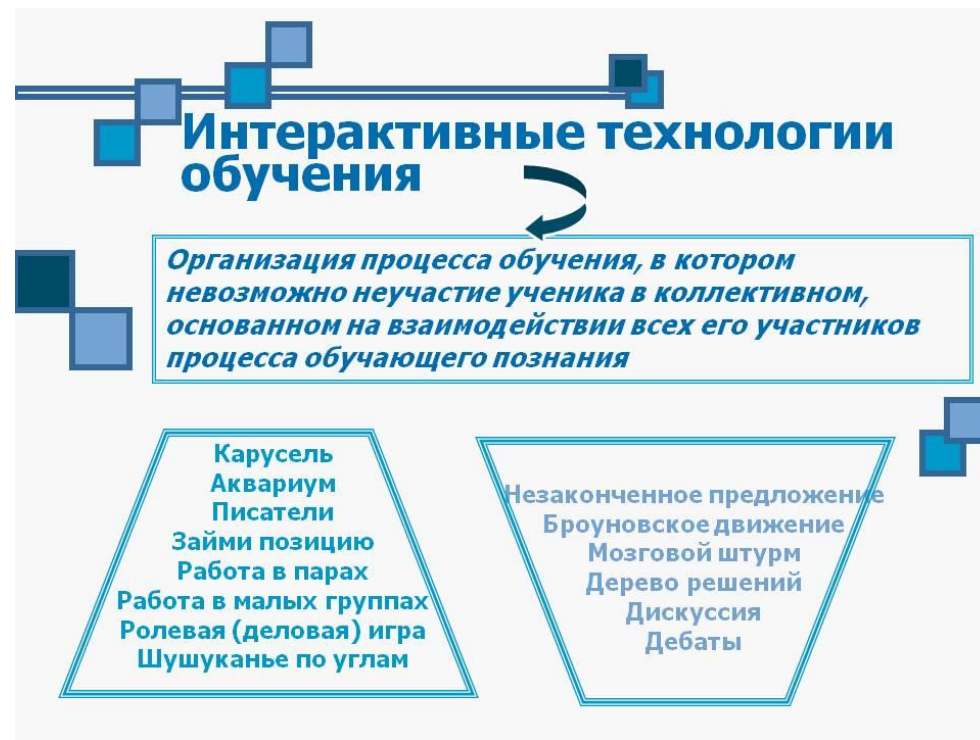 Интерактивные технологии
обучения
Организация процесса обучения, в котором
невозможно неучастие ученика в коллективном,
основанном на взаимодействии всех его участников
процесса обучающего познания
Карусель
Аквариум
Писатели
Займи позицию
Работа в парах
Работа в малых группах
Ролевая (деловая) игра
Шушуканье по углам
Незаконченное предложение
Броуновское движение
Мозговой штурм
Дерево решений
Дискуссия
Дебаты